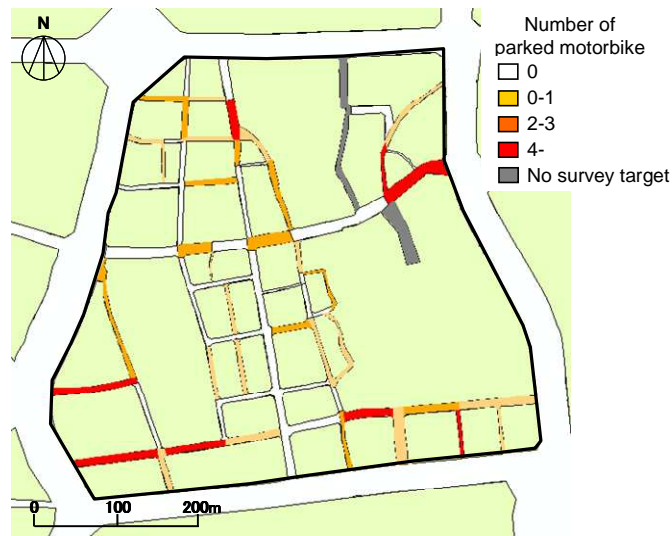 N
Number of
parked motorbike
0
0-1
2-3
4-
No survey target
0 100 200m